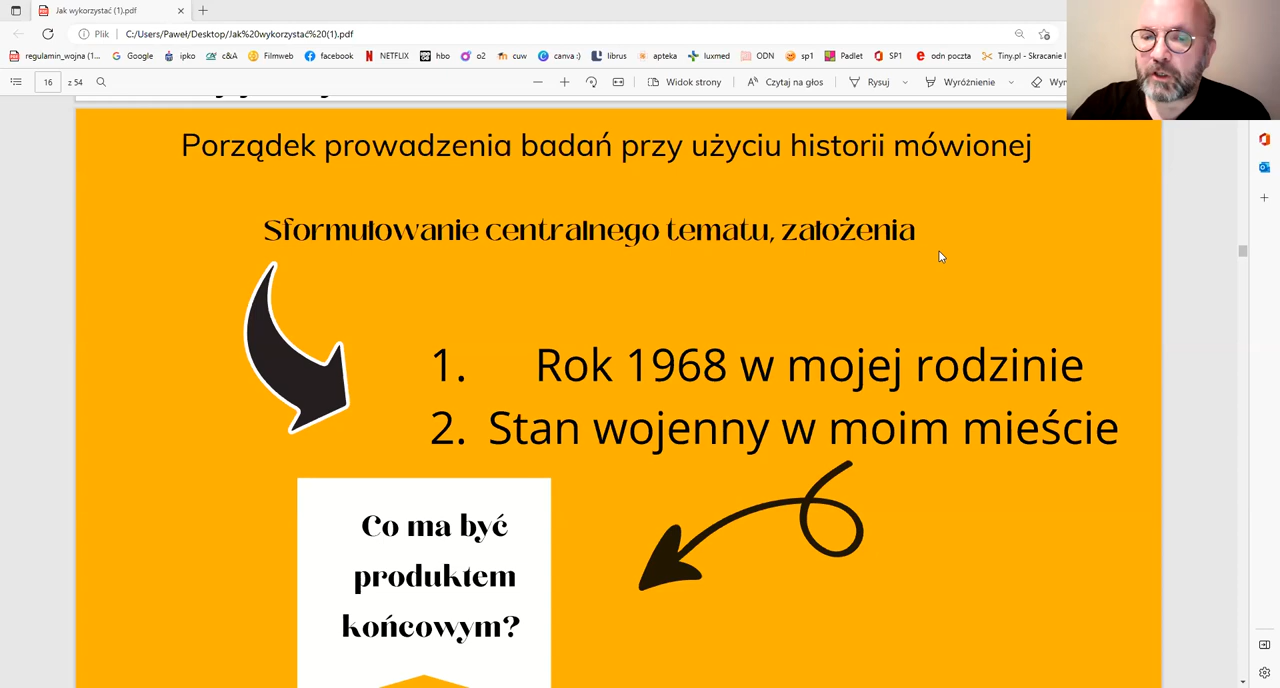 Jak wykorzystać (1).pdf
Plik C:/Users/Paweł/Desktop/Jak%20wykorzystać%20(1).pdf
regulamin_wojna (1... Google ipko c&A Filmweb facebook NETFLIX hbo o2 cuw canva :) librus apteka luxmed ODN sp1 Padlet SP1 odn poczta Tiny.pl - Skracanie l
16 z 54 Widok strony Czytaj na głos Rysuj Wyróżnienie
Porządek prowadzenia badań przy użyciu historii mówionej
Sformułowanie centralnego tematu, założenia
1. Rok 1968 w mojej rodzinie
2. Stan wojenny w moim mieście
Co ma być
produktem
końcowym?